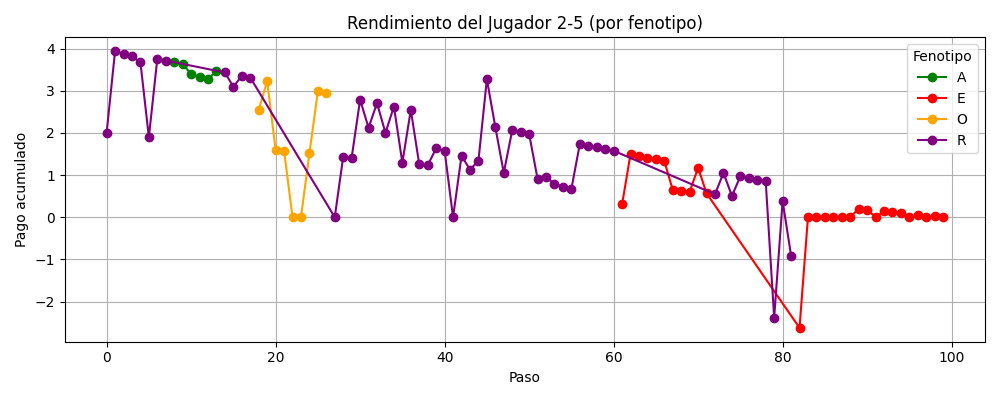 Rendimiento del Jugador 2-5 (por fenotipo)
Pago acumulado
4
3
2
1
0
−1
−2
Fenotipo
A
E
O
R
0 20 40 60 80 100
Paso